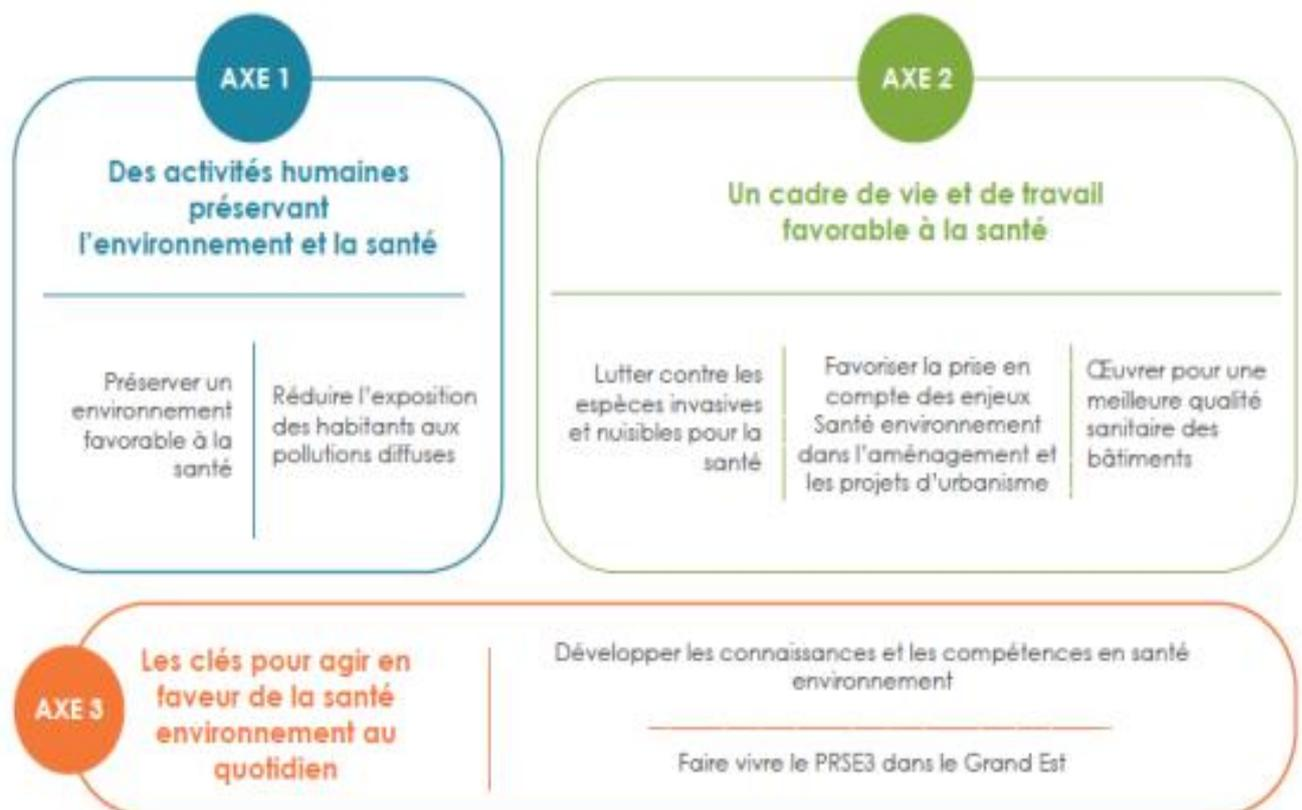 AXE 1
Des activités humaines
préservant
l'environnement et la santé
Préserver un
environnement
favorable à la
santé
Réduire l'exposition
des habitants aux
pollutions diffuses
AXE 2
Un cadre de vie et de travail
favorable à la santé
Lutter contre les
espèces invasives
et nuisibles pour la
santé
Favoriser la prise en
compte des enjeux
Santé environnement
dans l'aménagement et
les projets d'urbanisme
Œuvrer pour une
meilleure qualité
sanitaire des
bâtiments
AXE 3
Les clés pour agir en
faveur de la santé
environnement au
quotidien
Développer les connaissances et les compétences en santé
environnement
Faire vivre le PRSE3 dans le Grand Est